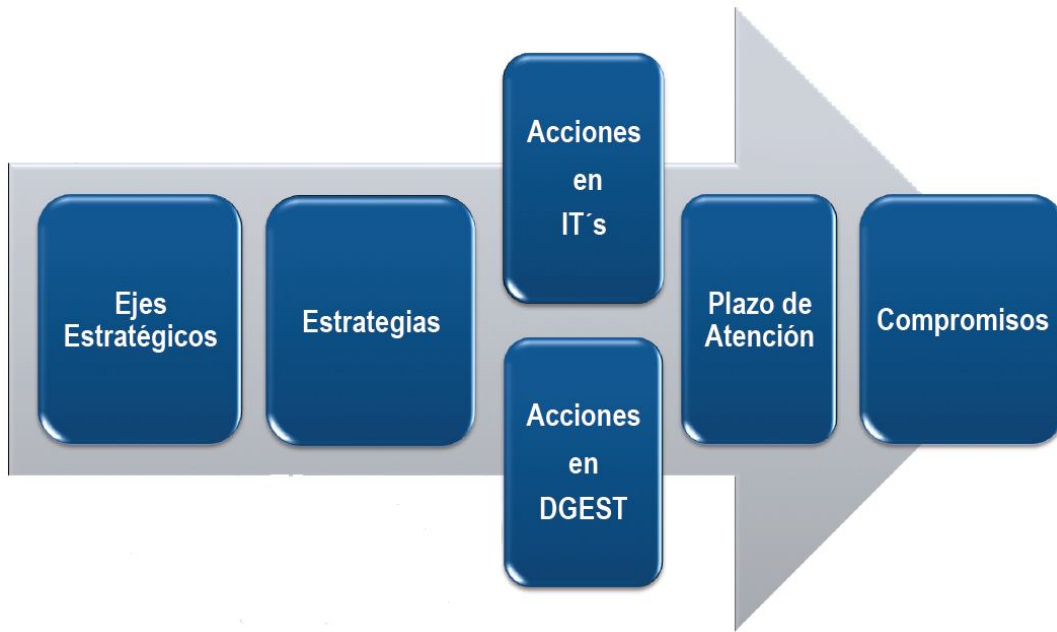 Ejes
Estratégicos
Estrategias
Acciones
en
IT´s
Acciones
en
DGEST
Plazo de
Atención
Compromisos